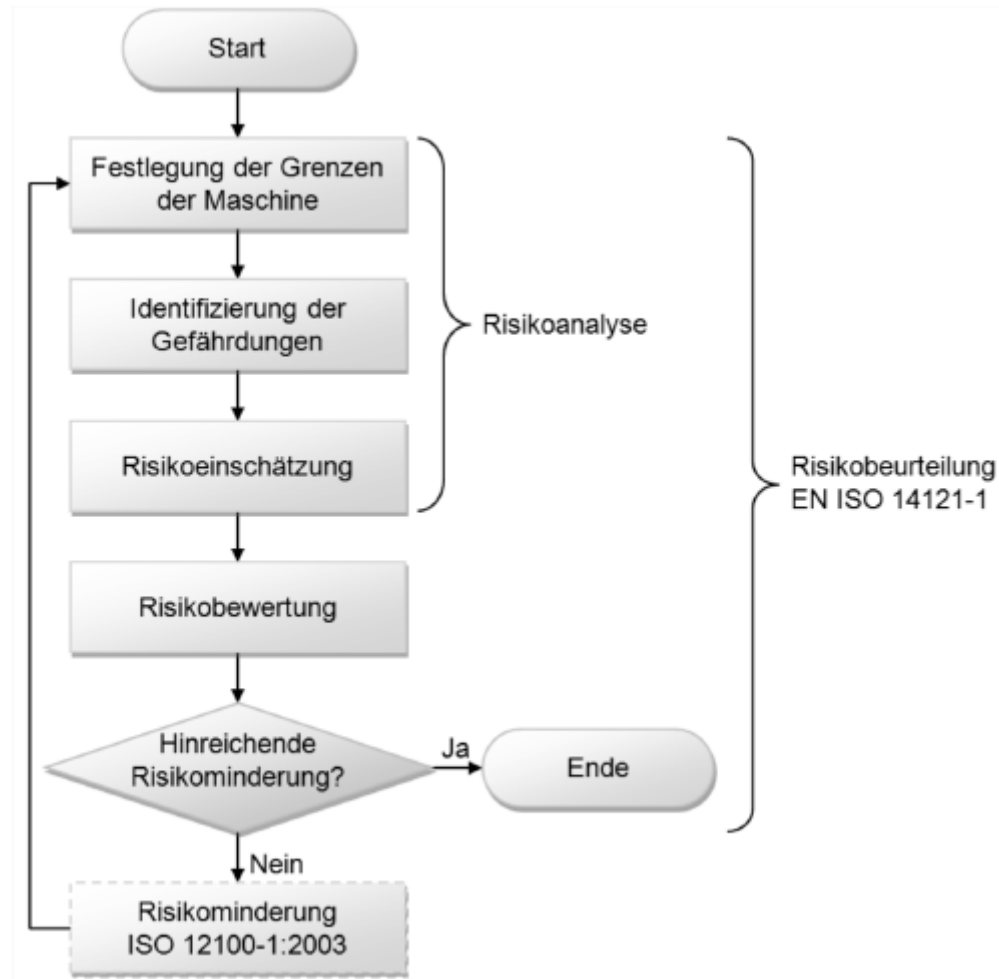 Start
Festlegung der Grenzen
der Maschine
Identifizierung der
Gefährdungen
Risikoanalyse
Risikoeinschätzung
Risikobeurteilung
EN ISO 14121-1
Risikobewertung
Hinreichende
Risikominderung?
Ja
Ende
Nein
Risikominderung
ISO 12100-1:2003